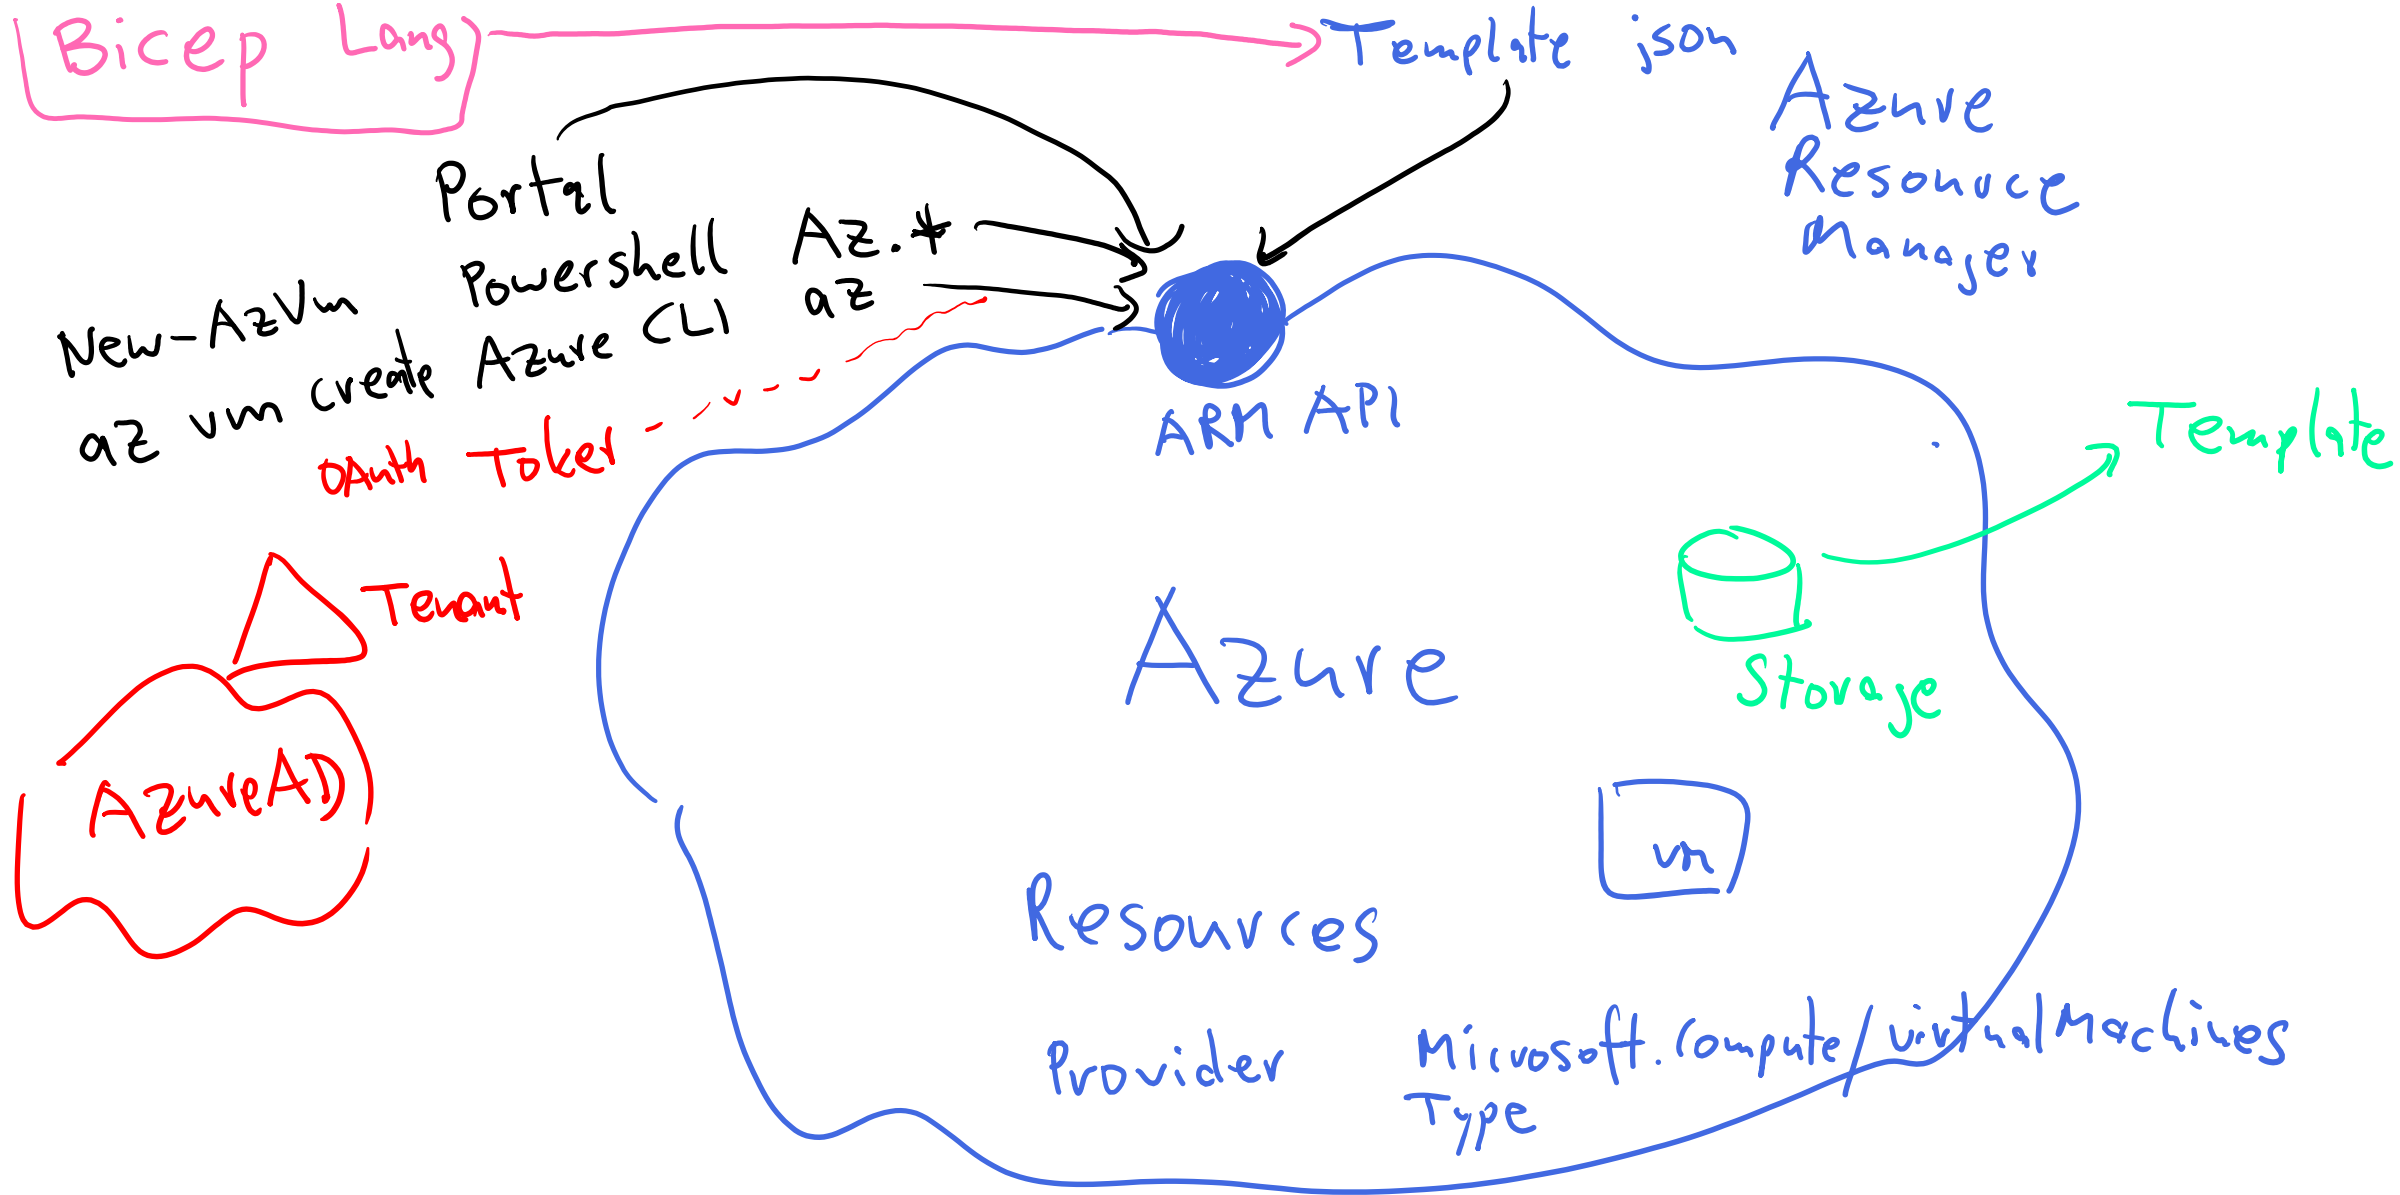 Bicep Lang
Template json
Azure
Resource
Manager
Portal
Powershell Az.*
New-AzVm
Azure CLI az
az vm create
OAuth Token
ARM API
Template
Tenant
Storage
Azure
AzureAD
vm
Resources
Provider
Microsoft.Compute/virtualMachines
Type